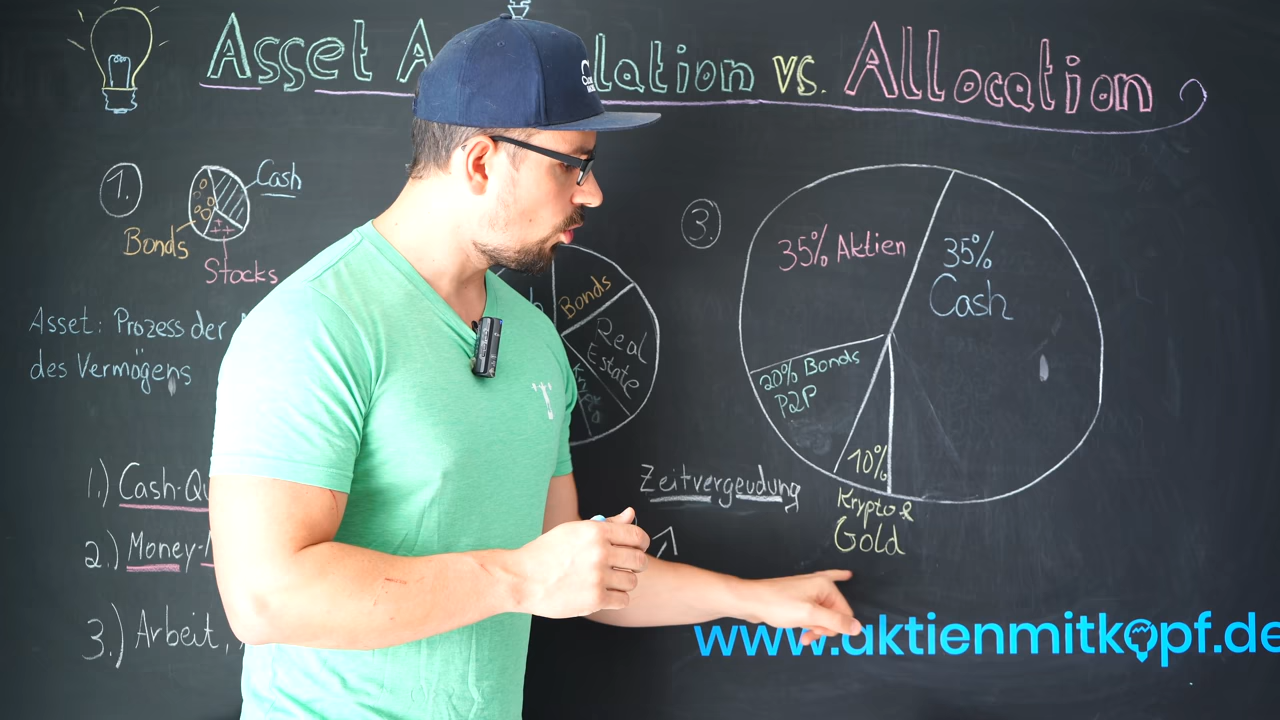 Asset A lation vs. Allocation
1.
Cash
Bonds
Stocks
Asset: Prozess der
des Vermögens
1.) Cash-Qu
2.) Money-
3.) Arbeit,
Bonds
Real
Estate
Krypto
3.
35% Aktien
35%
Cash
20% Bonds
P2P
10%
Krypto &
Gold
Zeitvergeudung
www.aktienmitkopf.de